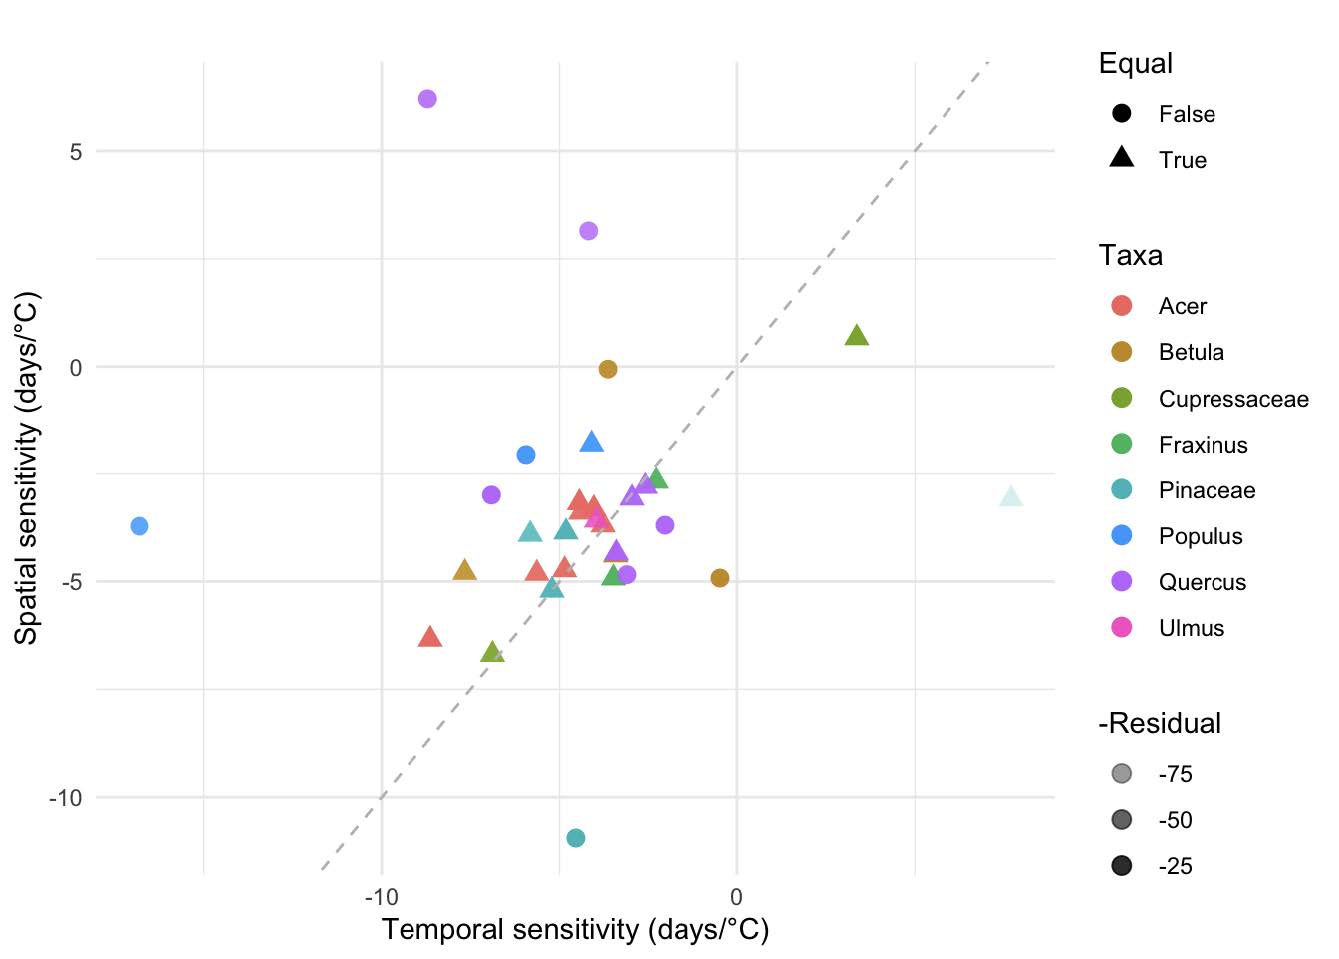 Equal
False
True
Taxa
Acer
Betula
Cupressaceae
Fraxinus
Pinaceae
Populus
Quercus
Ulmus
-Residual
-75
-50
-25
Spatial sensitivity (days/°C)
5
0
-5
-10
-10
0
Temporal sensitivity (days/°C)